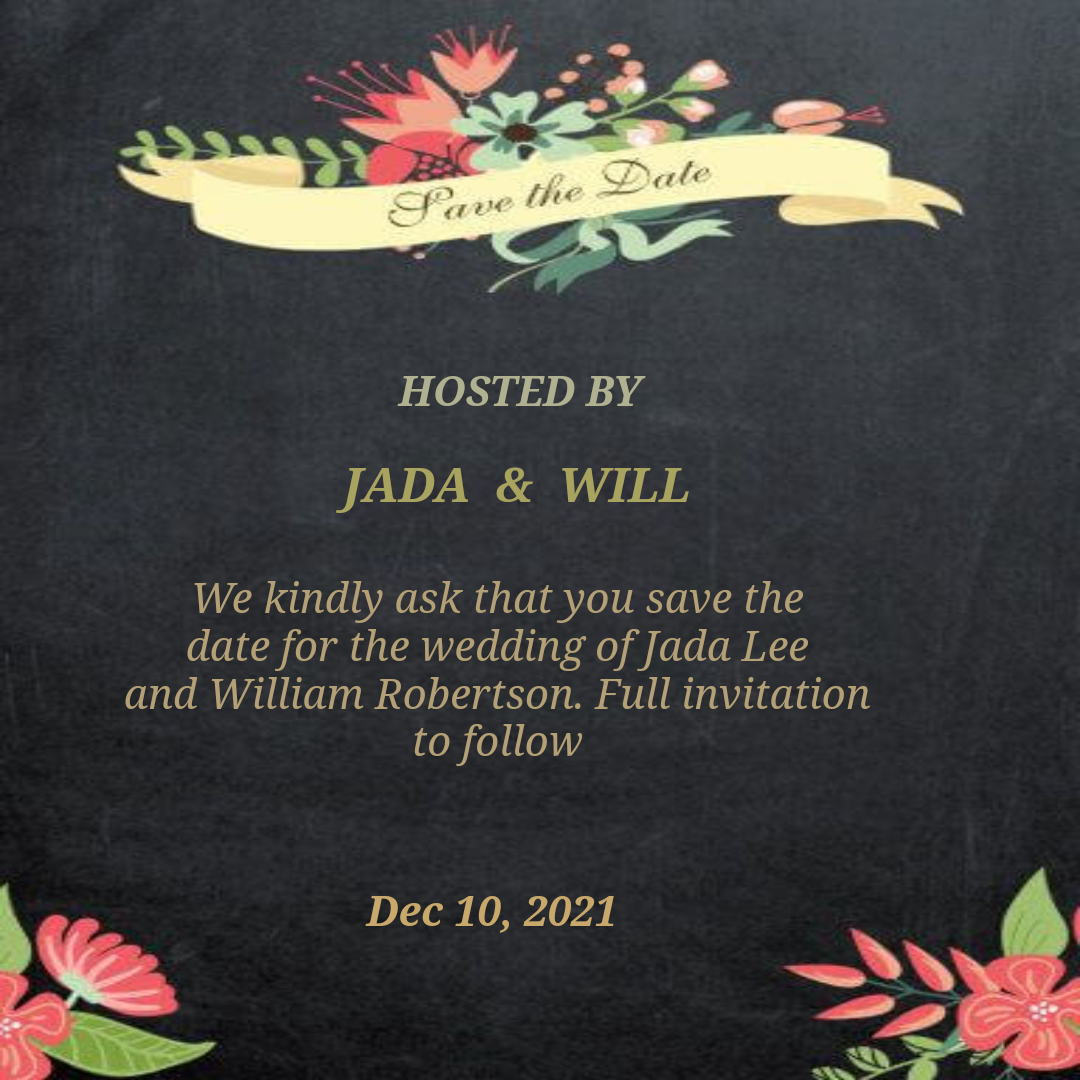 Save the Date
HOSTED BY
JADA & WILL
We kindly ask that you save the
date for the wedding of Jada Lee
and William Robertson. Full invitation
to follow
Dec 10, 2021